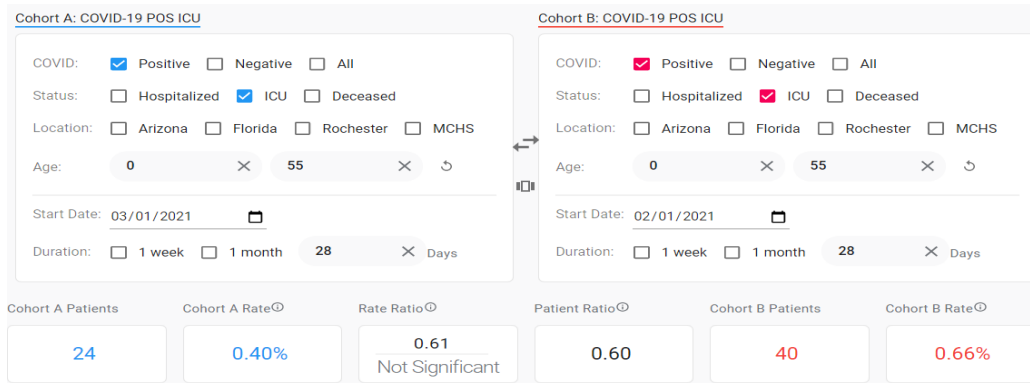 Cohort A: COVID-19 POS ICU
COVID: Positive Negative All
Status: Hospitalized ICU Deceased
Location: Arizona Florida Rochester MCHS
Age: 0 55
Start Date: 03/01/2021
Duration: 1 week 1 month 28 Days
Cohort B: COVID-19 POS ICU
COVID: Positive Negative All
Status: Hospitalized ICU Deceased
Location: Arizona Florida Rochester MCHS
Age: 0 55
Start Date: 02/01/2021
Duration: 1 week 1 month 28 Days
Cohort A Patients
24
Cohort A Rate
0.40%
Rate Ratio
0.61
Not Significant
Patient Ratio
0.60
Cohort B Patients
40
Cohort B Rate
0.66%